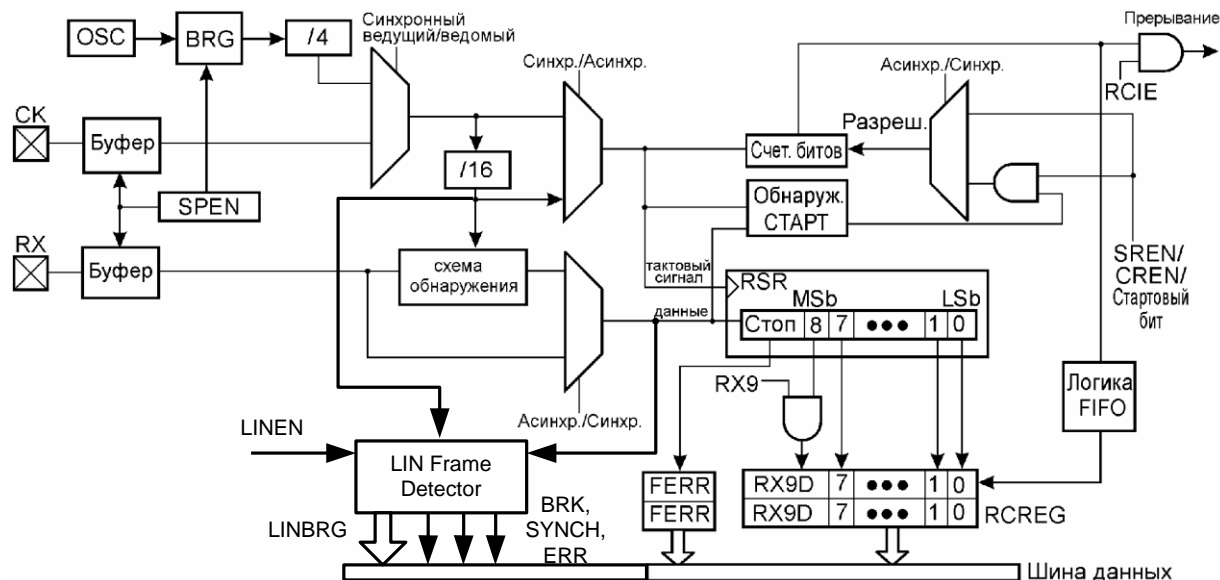 OSC
BRG
/4
Синхронный
ведущий/ведомый
Синхр./Асинхр.
Асинхр./Синхр.
Прерывание
RCIE
CK
Буфер
/16
Разреш.
Счет. битов
SPEN
Обнаруж.
СТАРТ
RX
Буфер
схема
обнаружения
тактовый
сигнал
данные
RSR
MSb
LSb
Стоп 8 7 ••• 1 0
SREN/
CREN/
Стартовый
бит
RX9
Логика
FIFO
Асинхр./Синхр.
LINEN
LIN Frame
Detector
LINBRG
BRK,
SYNCH,
ERR
FERR
FERR
RX9D 7 ••• 1 0
RX9D 7 ••• 1 0
RCREG
Шина данных